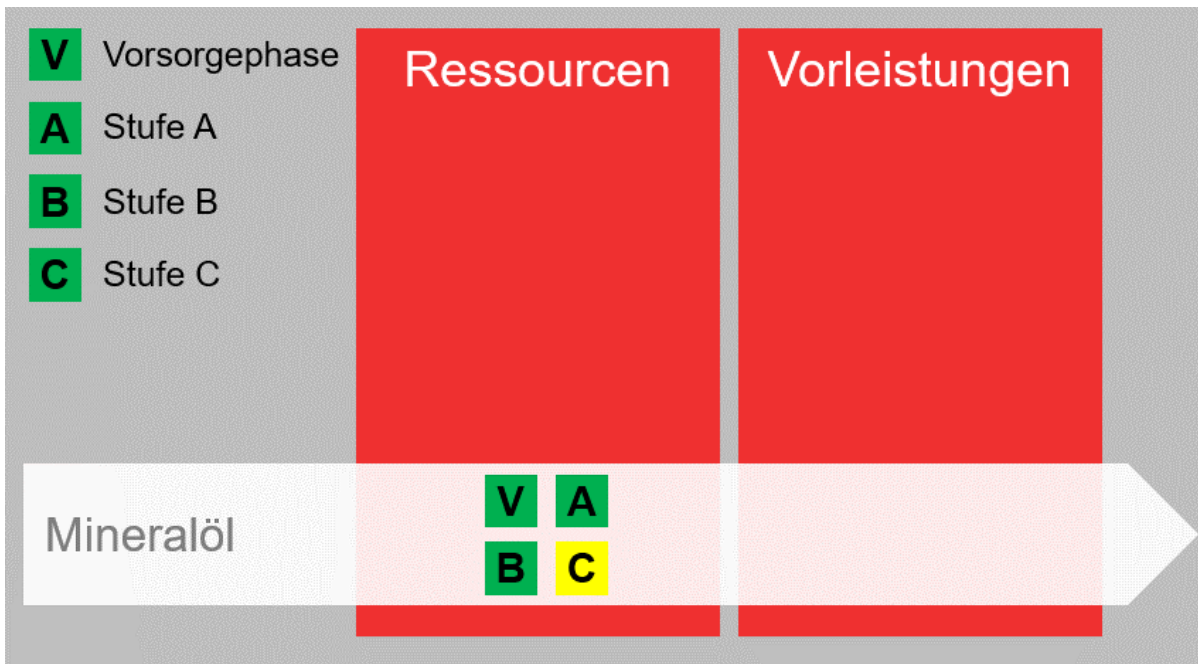 V Vorsorgephase
A Stufe A
B Stufe B
C Stufe C
Ressourcen
Vorleistungen
Mineralöl
V A
B C